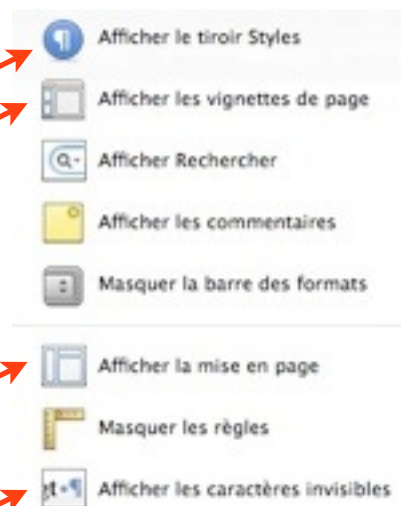 Afficher le tiroir Styles
Afficher les vignettes de page
Afficher Rechercher
Afficher les commentaires
Masquer la barre des formats
Afficher la mise en page
Masquer les règles
Afficher les caractères invisibles